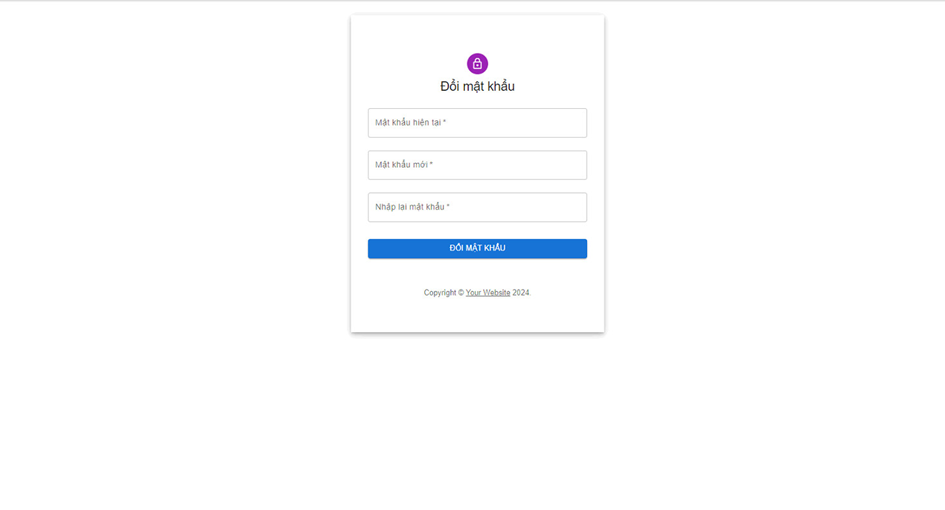 Đổi mật khẩu
Mật khẩu hiện tại *
Mật khẩu mới *
Nhập lại mật khẩu *
ĐỔI MẬT KHẨU
Copyright © Your Website 2024.